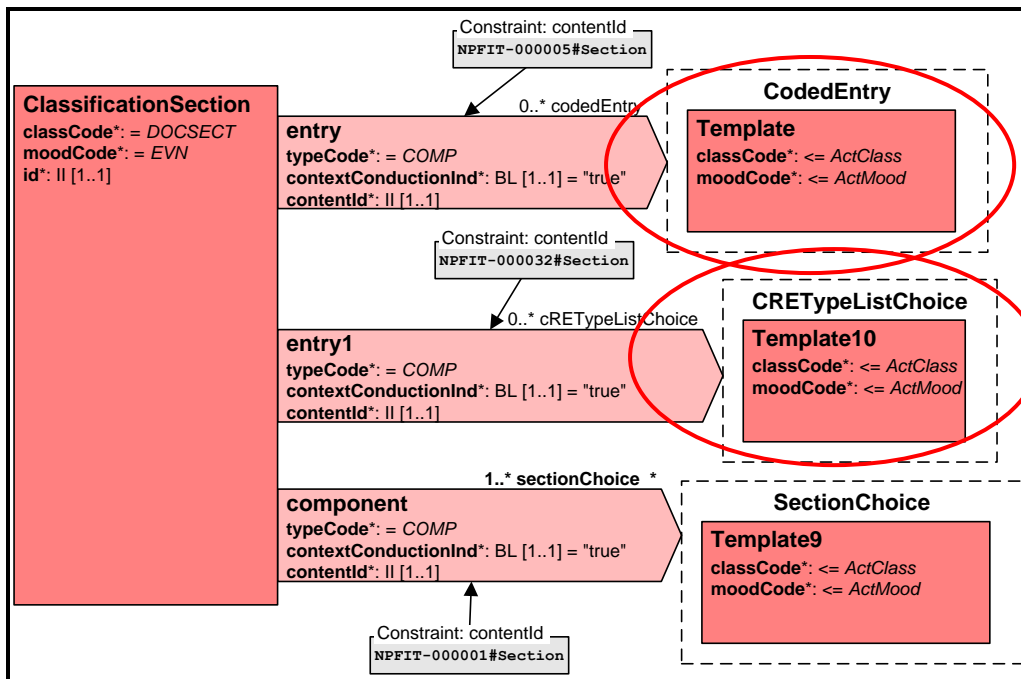 Constraint: contentId
NPFIT-000005#Section
ClassificationSection
classCode*: = DOCSECT
moodCode*: = EVN
id*: II [1..1]
0..* codedEntry
entry
typeCode*: = COMP
contextConductionInd*: BL [1..1] = "true"
contentId*: II [1..1]
CodedEntry
Template
classCode*: <= ActClass
moodCode*: <= ActMood
Constraint: contentId
NPFIT-000032#Section
0..* cRETypeListChoice
entry1
typeCode*: = COMP
contextConductionInd*: BL [1..1] = "true"
contentId*: II [1..1]
CRETypeListChoice
Template10
classCode*: <= ActClass
moodCode*: <= ActMood
1..* sectionChoice *
component
typeCode*: = COMP
contextConductionInd*: BL [1..1] = "true"
contentId*: II [1..1]
SectionChoice
Template9
classCode*: <= ActClass
moodCode*: <= ActMood
Constraint: contentId
NPFIT-000001#Section